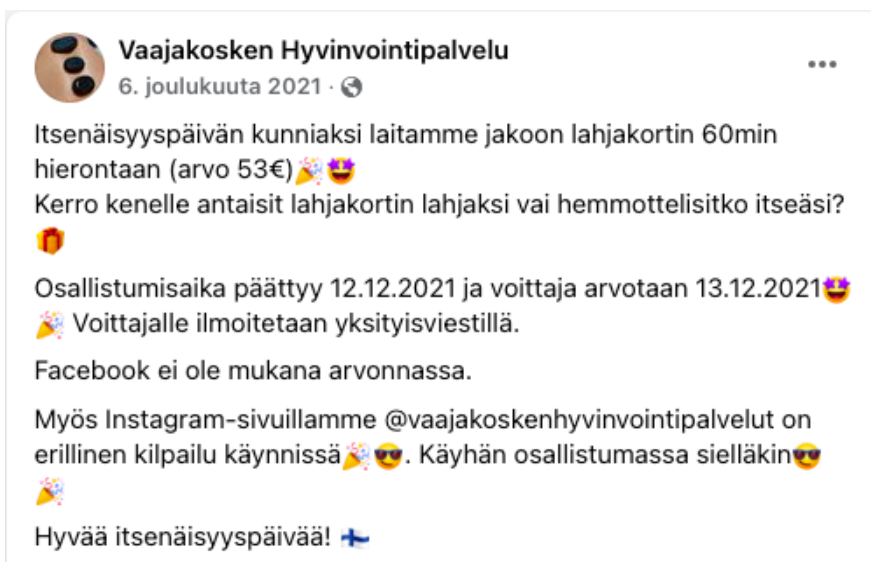 Vaajakosken Hyvinvointipalvelu
6. joulukuuta 2021 ·
Itsenäisyyspäivän kunniaksi laitamme jakoon lahjakortin 60min
hierontaan (arvo 53€)🎉🤩
Kerro kenelle antaisit lahjakortin lahjaksi vai hemmottelisitko itseäsi?
🎁
Osallistumisaika päättyy 12.12.2021 ja voittaja arvotaan 13.12.2021🤩
🎉 Voittajalle ilmoitetaan yksityisviestillä.
Facebook ei ole mukana arvonnassa.
Myös Instagram-sivuillamme @vaajakoskenhyvinvointipalvelut on
erillinen kilpailu käynnissä🎉😎. Käyhän osallistumassa sielläkin😎
🎉
Hyvää itsenäisyyspäivää! 🇫🇮